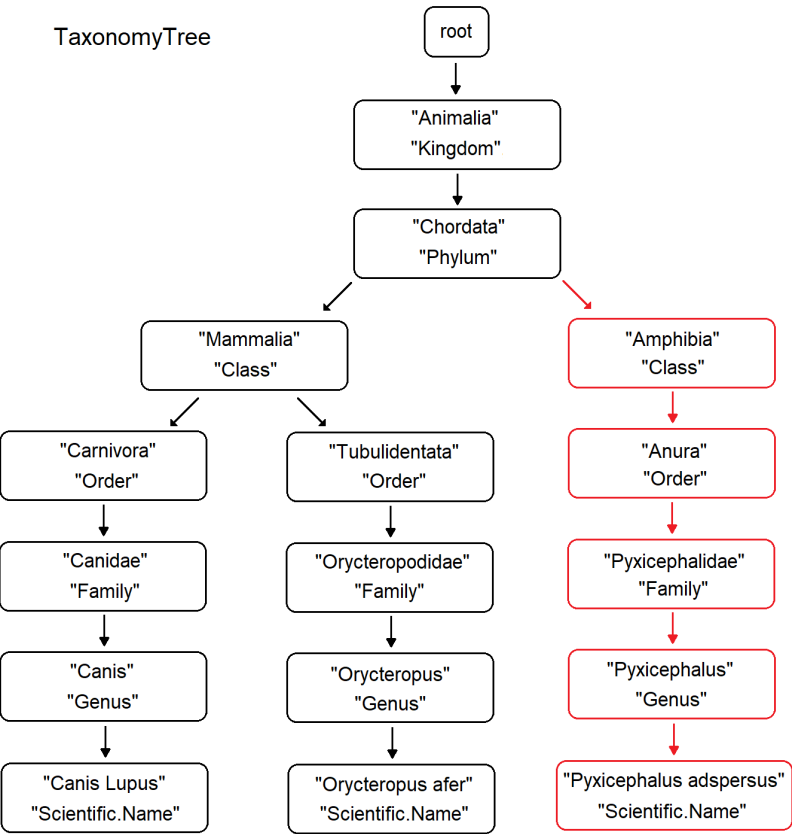 TaxonomyTree
root
"Animalia"
"Kingdom"
"Chordata"
"Phylum"
"Mammalia"
"Class"
"Amphibia"
"Class"
"Carnivora"
"Order"
"Tubulidentata"
"Order"
"Anura"
"Order"
"Canidae"
"Family"
"Orycteropodidae"
"Family"
"Pyxicephalidae"
"Family"
"Canis"
"Genus"
"Orycteropus"
"Genus"
"Pyxicephalus"
"Genus"
"Canis Lupus"
"Scientific.Name"
"Orycteropus afer"
"Scientific.Name"
"Pyxicephalus adspersus"
"Scientific.Name"